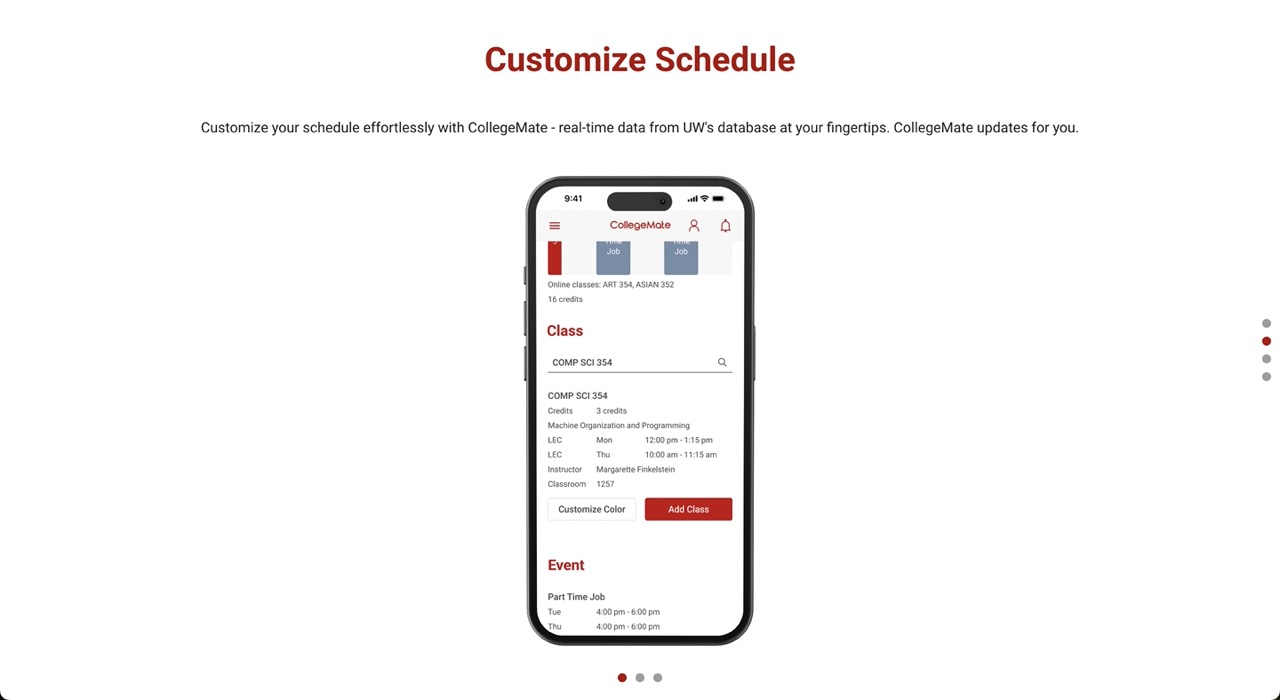 Customize Schedule
Customize your schedule effortlessly with CollegeMate - real-time data from UW's database at your fingertips. CollegeMate updates for you.
9:41
CollegeMate
Time Time
Job Job
Online classes: ART 354, ASIAN 352
16 credits
Class
COMP SCI 354
COMP SCI 354
Credits 3 credits
Machine Organization and Programming
LEC Mon 12:00 pm - 1:15 pm
LEC Thu 10:00 am - 11:15 am
Instructor Margarette Finkelstein
Classroom 1257
Customize Color Add Class
Event
Part Time Job
Tue 4:00 pm - 6:00 pm
Thu 4:00 pm - 6:00 pm